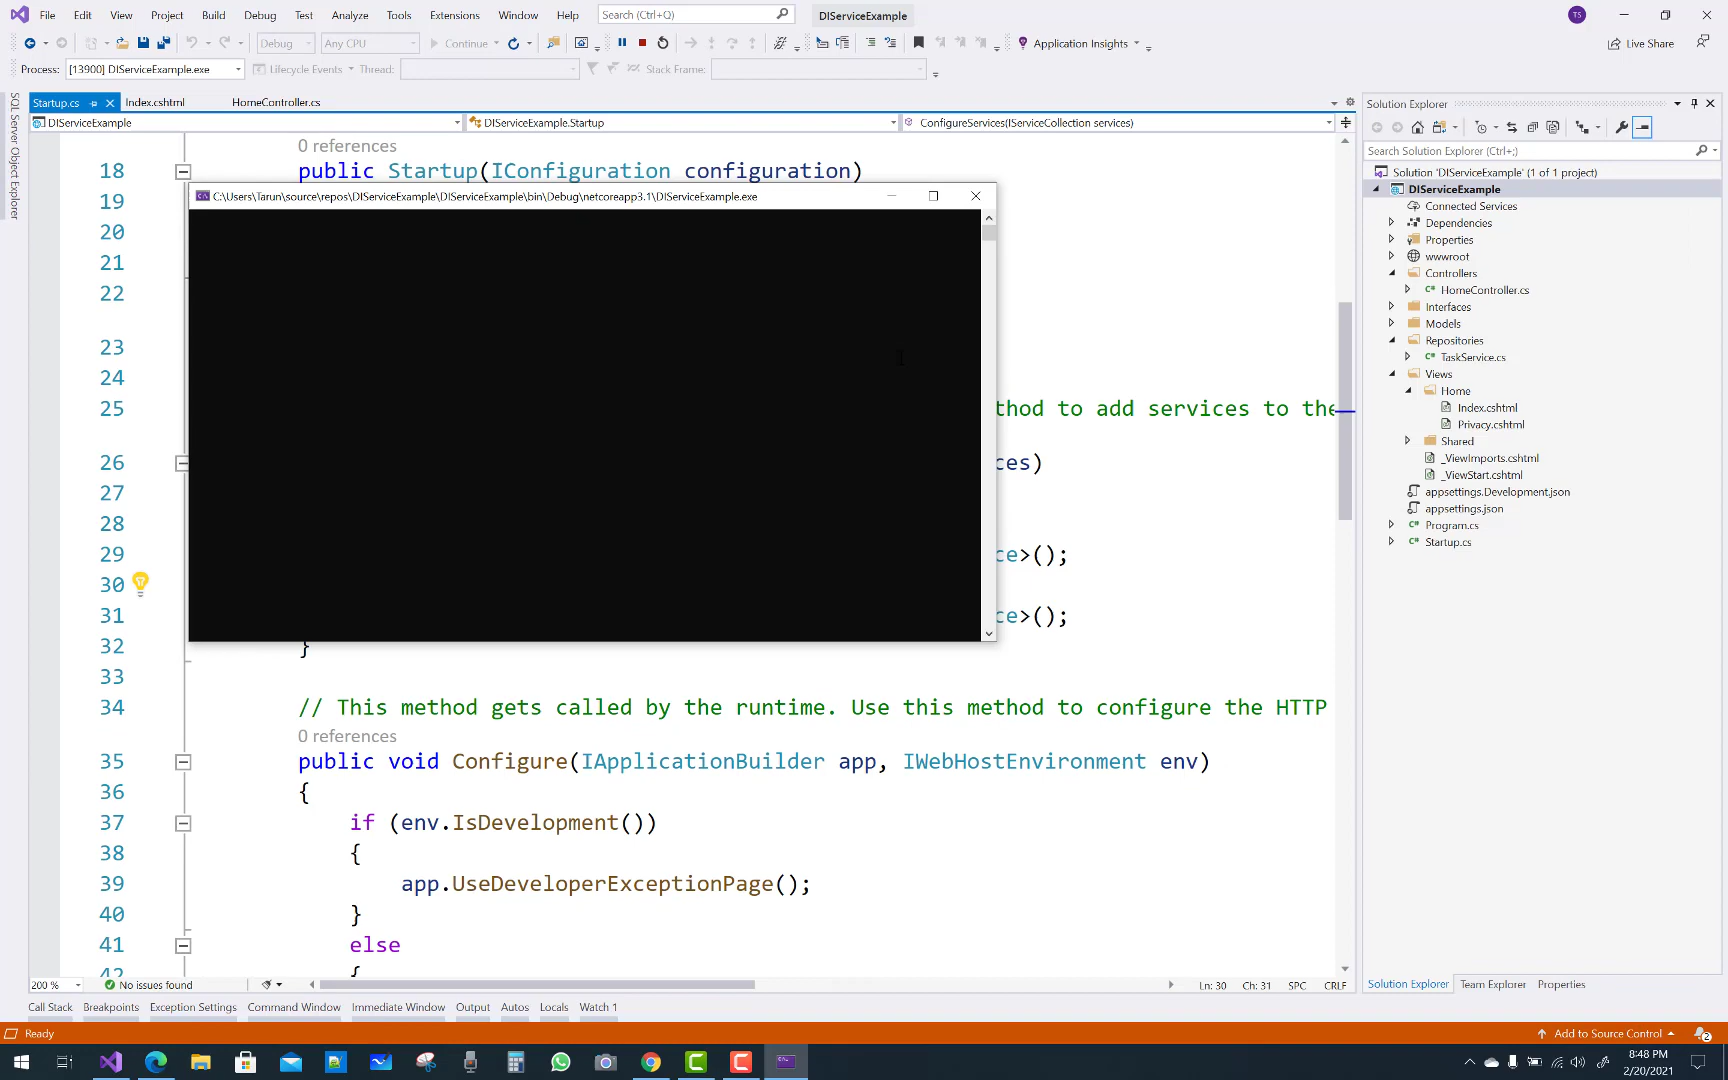 File Edit View Project Build Debug Test Analyze Tools Extensions Window Help Search (Ctrl+Q) DIServiceExample TS
Debug Any CPU Continue Application Insights Live Share
Process: [13900] DIServiceExample.exe Lifecycle Events Thread: Stack Frame:
SQL Server Object Explorer
Startup.cs Index.cshtml HomeController.cs
DIServiceExample DIServiceExample.Startup ConfigureServices(IServiceCollection services)
0 references
18 public Startup(IConfiguration configuration)
C:\Users\Tarun\source\repos\DIServiceExample\DIServiceExample\bin\Debug\netcoreapp3.1\DIServiceExample.exe
19
20
21
22
23
24
25 thod to add services to the
26 ces)
27
28
29 ce>();
30
31 ce>();
32 }
33
34 // This method gets called by the runtime. Use this method to configure the HTTP
0 references
35 public void Configure(IApplicationBuilder app, IWebHostEnvironment env)
36 {
37 if (env.IsDevelopment())
38 {
39 app.UseDeveloperExceptionPage();
40 }
41 else
42 {
200 % No issues found Ln: 30 Ch: 31 SPC CRLF
Call Stack Breakpoints Exception Settings Command Window Immediate Window Output Autos Locals Watch 1
Solution Explorer
Search Solution Explorer (Ctrl+;)
Solution 'DIServiceExample' (1 of 1 project)
DIServiceExample
Connected Services
Dependencies
Properties
wwwroot
Controllers
C# HomeController.cs
Interfaces
Models
Repositories
C# TaskService.cs
Views
Home
Index.cshtml
Privacy.cshtml
Shared
_ViewImports.cshtml
_ViewStart.cshtml
appsettings.Development.json
appsettings.json
C# Program.cs
C# Startup.cs
Solution Explorer Team Explorer Properties
Ready Add to Source Control 2
8:48 PM
2/20/2021